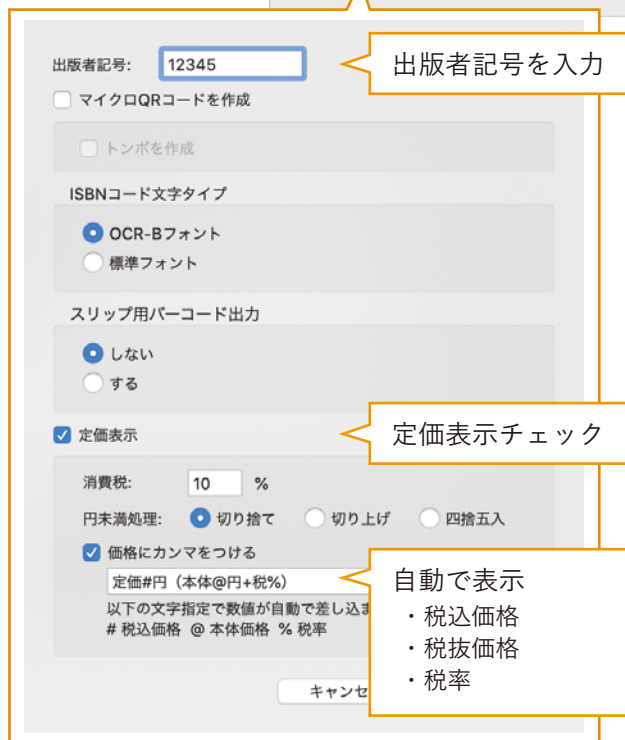 出版者記号: 12345
出版者記号を入力
マイクロQRコードを作成
トンボを作成
ISBNコード文字タイプ
OCR-Bフォント
標準フォント
スリップ用バーコード出力
しない
する
定価表示
定価表示チェック
消費税: 10 %
円未満処理: 切り捨て 切り上げ 四捨五入
価格にカンマをつける
定価#円（本体@円+税%）
以下の文字指定で数値が自動で差し込ま
# 税込価格 @ 本体価格 % 税率
自動で表示
・税込価格
・税抜価格
・税率
キャンセ